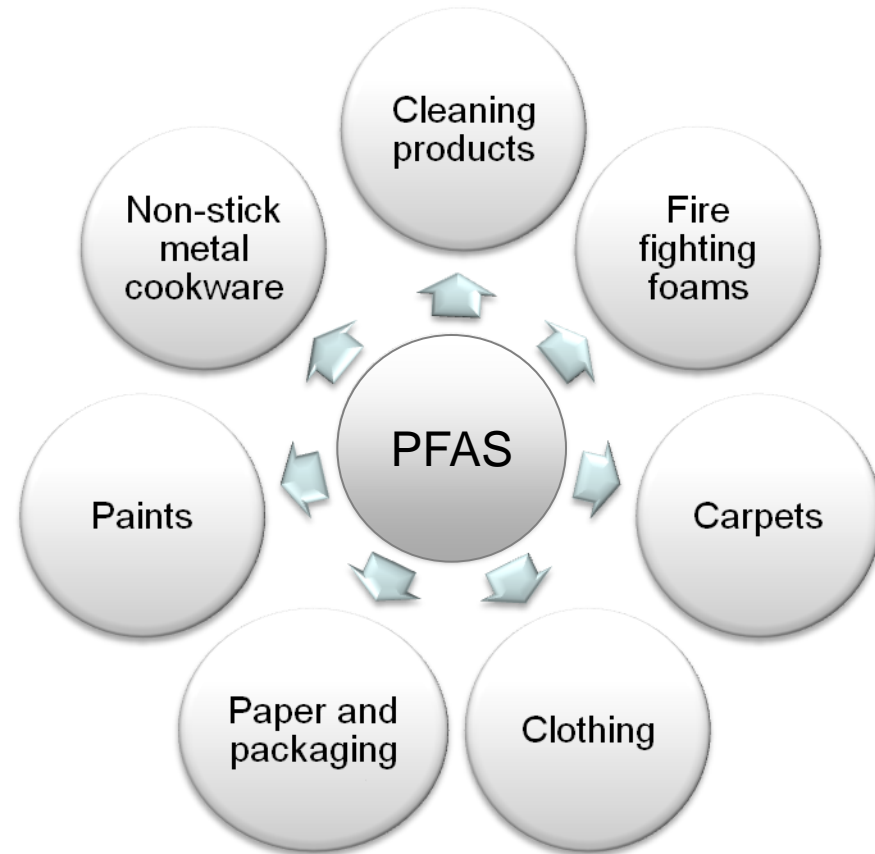 Cleaning
products
Fire
fighting
foams
Carpets
Clothing
Paper and
packaging
Paints
Non-stick
metal
cookware
PFAS